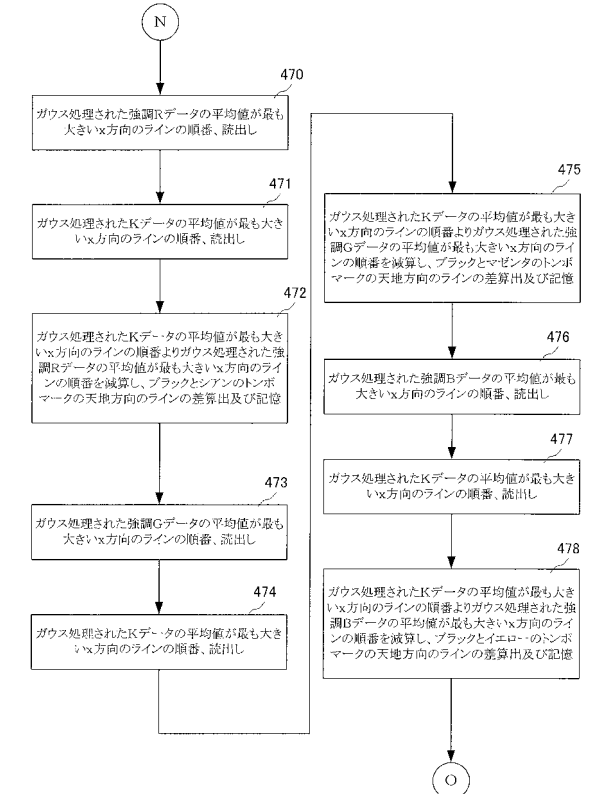 N
470
ガウス処理された強調Rデータの平均値が最も
大きいx方向のラインの順番、読出し
471
ガウス処理されたKデータの平均値が最も大き
いx方向のラインの順番、読出し
472
ガウス処理されたKデータの平均値が最も大き
いx方向のラインの順番よりガウス処理された強
調Rデータの平均値が最も大きいx方向のライ
ンの順番を減算し、ブラックとシアンのトンボ
マークの天地方向のラインの差算出及び記憶
473
ガウス処理された強調Gデータの平均値が最も
大きいx方向のラインの順番、読出し
474
ガウス処理されたKデータの平均値が最も大き
いx方向のラインの順番、読出し
475
ガウス処理されたKデータの平均値が最も大き
いx方向のラインの順番よりガウス処理された
強調Gデータの平均値が最も大きいx方向のライ
ンの順番を減算し、ブラックとマゼンタのトンボ
マークの天地方向のラインの差算出及び記憶
476
ガウス処理された強調Bデータの平均値が最も
大きいx方向のラインの順番、読出し
477
ガウス処理されたKデータの平均値が最も大き
いx方向のラインの順番、読出し
478
ガウス処理されたKデータの平均値が最も大き
いx方向のラインの順番よりガウス処理された強
調Bデータの平均値が最も大きいx方向のライ
ンの順番を減算し、ブラックとイエローのトンボ
マークの天地方向のラインの差算出及び記憶
O